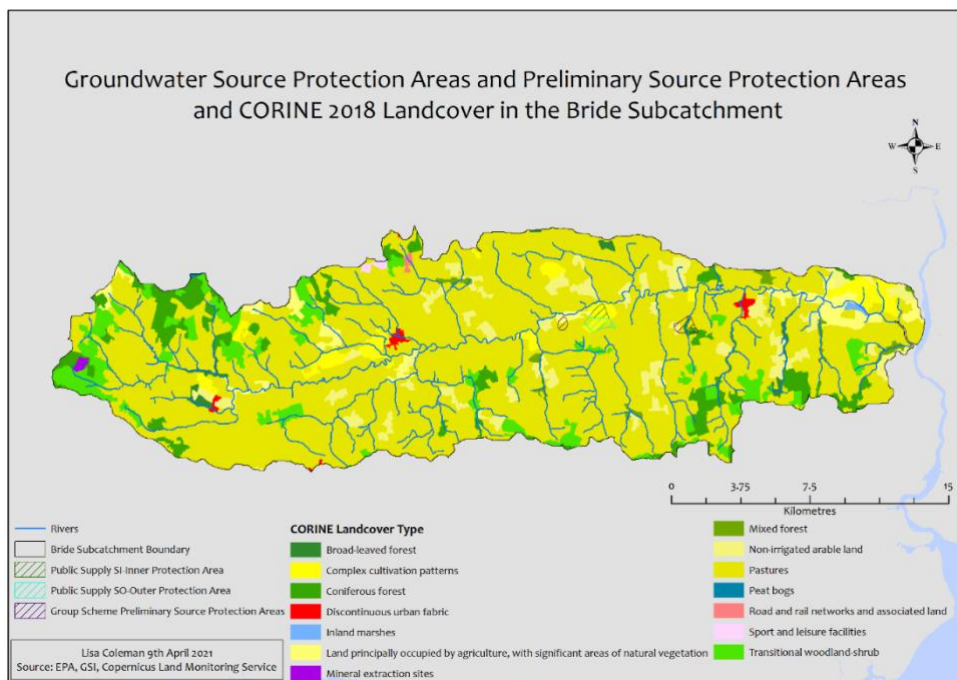 Groundwater Source Protection Areas and Preliminary Source Protection Areas
and CORINE 2018 Landcover in the Bride Subcatchment
N
W
E
S
0
3·75
7·5
15
Kilometres
Rivers
Bride Subcatchment Boundary
Public Supply SI-Inner Protection Area
Public Supply SO-Outer Protection Area
Group Scheme Preliminary Source Protection Areas
CORINE Landcover Type
Broad-leaved forest
Complex cultivation patterns
Coniferous forest
Discontinuous urban fabric
Inland marshes
Land principally occupied by agriculture, with significant areas of natural vegetation
Mineral extraction sites
Mixed forest
Non-irrigated arable land
Pastures
Peat bogs
Road and rail networks and associated land
Sport and leisure facilities
Transitional woodland-shrub
Lisa Coleman 9th April 2021
Source: EPA, GSI, Copernicus Land Monitoring Service